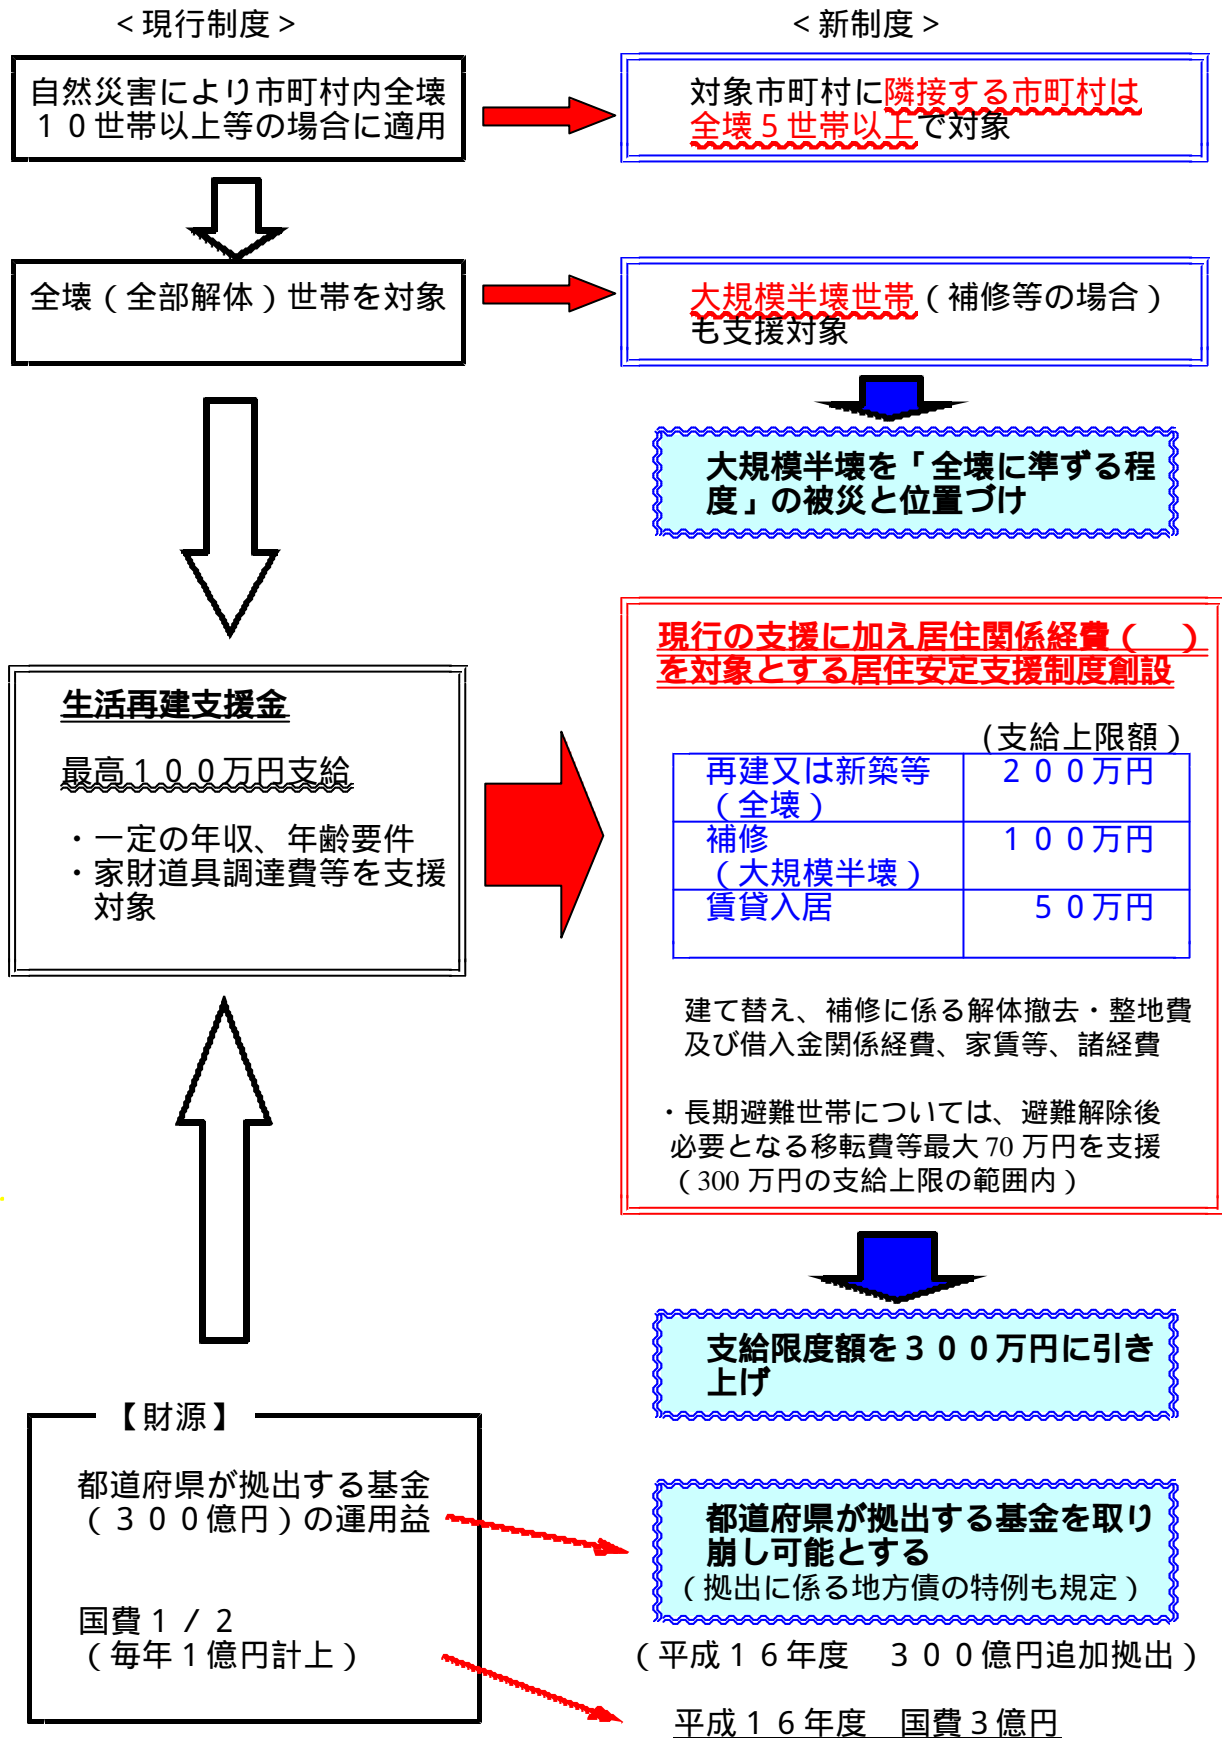 ＜現行制度＞
＜新制度＞
自然災害により市町村内全壊
１０世帯以上等の場合に適用
対象市町村に隣接する市町村は
全壊５世帯以上で対象
全壊（全部解体）世帯を対象
大規模半壊世帯（補修等の場合）
も支援対象
大規模半壊を「全壊に準ずる程
度」の被災と位置づけ
生活再建支援金
最高１００万円支給
・一定の年収、年齢要件
・家財道具調達費等を支援
対象
現行の支援に加え居住関係経費（　）
を対象とする居住安定支援制度創設
(支給上限額）
再建又は新築等
（全壊）
２００万円
補修
（大規模半壊）
１００万円
賃貸入居
５０万円
建て替え、補修に係る解体撤去・整地費
及び借入金関係経費、家賃等、諸経費
・長期避難世帯については、避難解除後
必要となる移転費等最大 70 万円を支援
（300 万円の支給上限の範囲内）
支給限度額を３００万円に引き
上げ
【財源】
都道府県が拠出する基金
（３００億円）の運用益
国費１／２
（毎年１億円計上）
都道府県が拠出する基金を取り
崩し可能とする
（拠出に係る地方債の特例も規定）
（平成１６年度　３００億円追加拠出）
平成１６年度　国費３億円